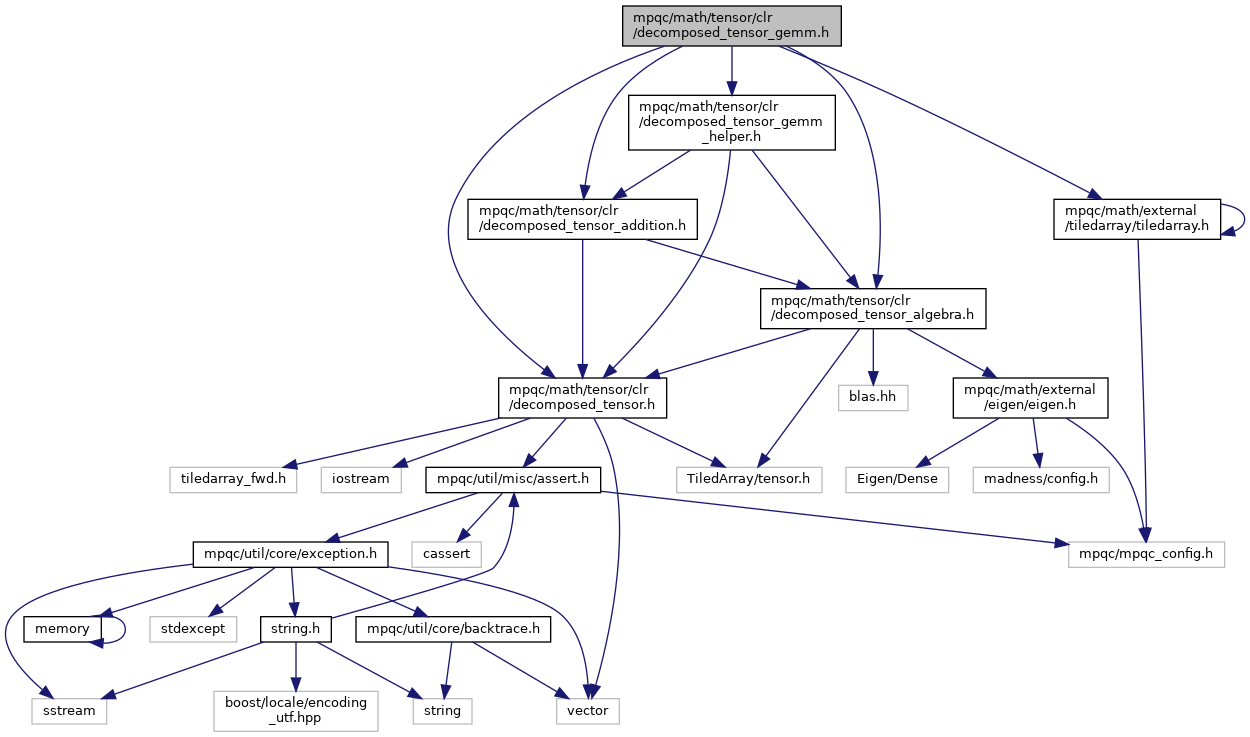 mpqc/math/tensor/clr
/decomposed_tensor_gemm.h
mpqc/math/tensor/clr
/decomposed_tensor_gemm
_helper.h
mpqc/math/tensor/clr
/decomposed_tensor_addition.h
mpqc/math/external
/tiledarray/tiledarray.h
mpqc/math/tensor/clr
/decomposed_tensor_algebra.h
mpqc/math/tensor/clr
/decomposed_tensor.h
blas.hh
mpqc/math/external
/eigen/eigen.h
tiledarray_fwd.h
iostream
mpqc/util/misc/assert.h
TiledArray/tensor.h
Eigen/Dense
madness/config.h
mpqc/util/core/exception.h
cassert
mpqc/mpqc_config.h
memory
stdexcept
string.h
mpqc/util/core/backtrace.h
sstream
boost/locale/encoding
_utf.hpp
string
vector